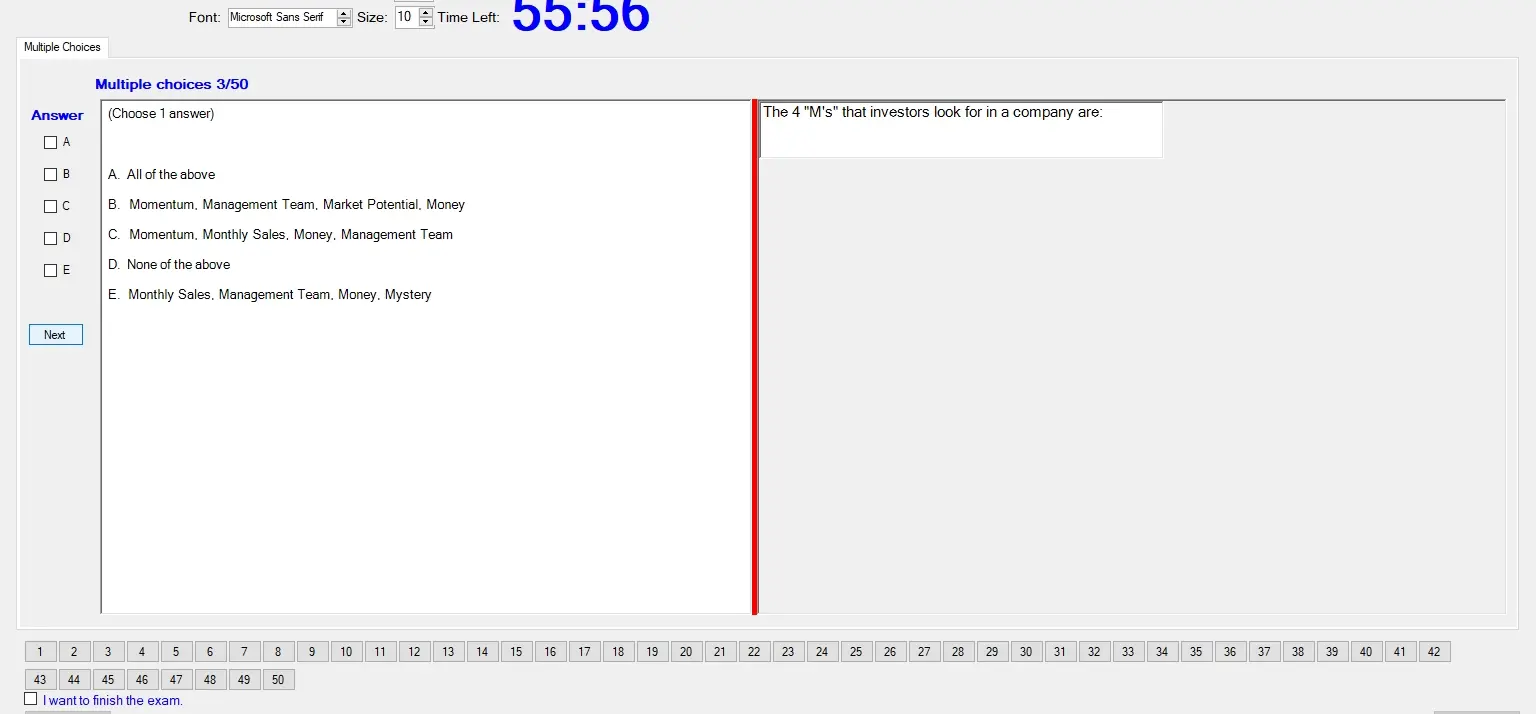 Font: Microsoft Sans Serif Size: 10 Time Left: 55:56
Multiple Choices
Multiple choices 3/50
Answer
A
B
C
D
E
Next
(Choose 1 answer)
A. All of the above
B. Momentum, Management Team, Market Potential, Money
C. Momentum, Monthly Sales, Money, Management Team
D. None of the above
E. Monthly Sales, Management Team, Money, Mystery
The 4 "M's" that investors look for in a company are:
1 2 3 4 5 6 7 8 9 10 11 12 13 14 15 16 17 18 19 20 21 22 23 24 25 26 27 28 29 30 31 32 33 34 35 36 37 38 39 40 41 42
43 44 45 46 47 48 49 50
I want to finish the exam.